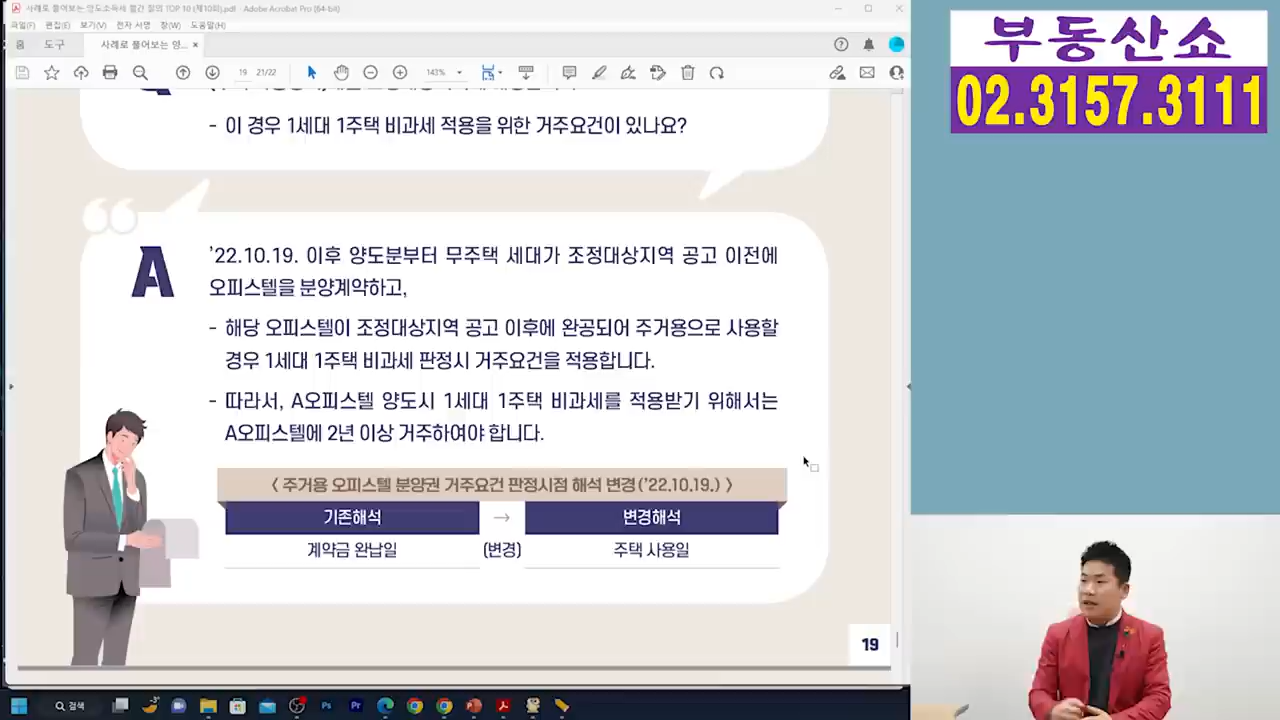 사례로 풀어보는 양도소득세 월간 질의 TOP 10 (제10회).pdf - Adobe Acrobat Pro (64-bit)
파일(F) 편집(E) 보기(V) 전자 서명 창(W) 도움말(H)
홈 도구 사례로 풀어보는 양... ×
19 21/22 143%
- 이 경우 1세대 1주택 비과세 적용을 위한 거주요건이 있나요?
A
'22.10.19. 이후 양도분부터 무주택 세대가 조정대상지역 공고 이전에
오피스텔을 분양계약하고,
- 해당 오피스텔이 조정대상지역 공고 이후에 완공되어 주거용으로 사용할
경우 1세대 1주택 비과세 판정시 거주요건을 적용합니다.
- 따라서, A오피스텔 양도시 1세대 1주택 비과세를 적용받기 위해서는
A오피스텔에 2년 이상 거주하여야 합니다.
< 주거용 오피스텔 분양권 거주요건 판정시점 해석 변경('22.10.19.) >
기존해석 → 변경해석
계약금 완납일 (변경) 주택 사용일
19
검색
부동산쇼
02.3157.3111